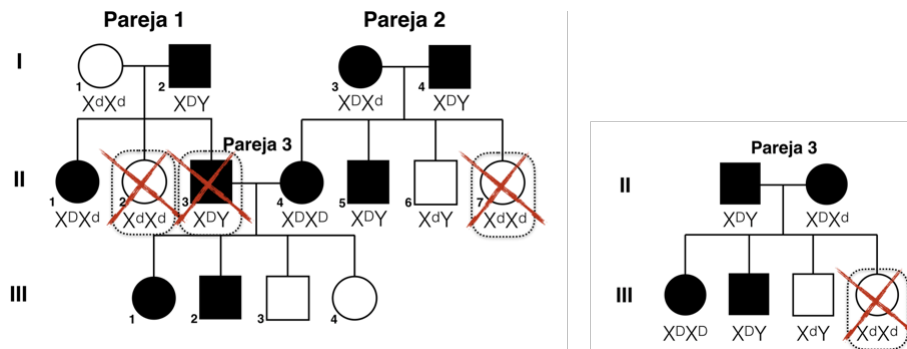 Pareja 1
Pareja 2
I
1
2
3
4
XᵈXᵈ
XᴰY
XᴰXᵈ
XᴰY
Pareja 3
II
1
2
3
4
5
6
7
XᴰXᵈ
XᵈXᵈ
XᴰY
XᴰXᴰ
XᴰY
XᵈY
XᵈXᵈ
III
1
2
3
4
Pareja 3
II
XᴰY
XᴰXᵈ
III
XᴰXᴰ
XᴰY
XᵈY
XᵈXᵈ